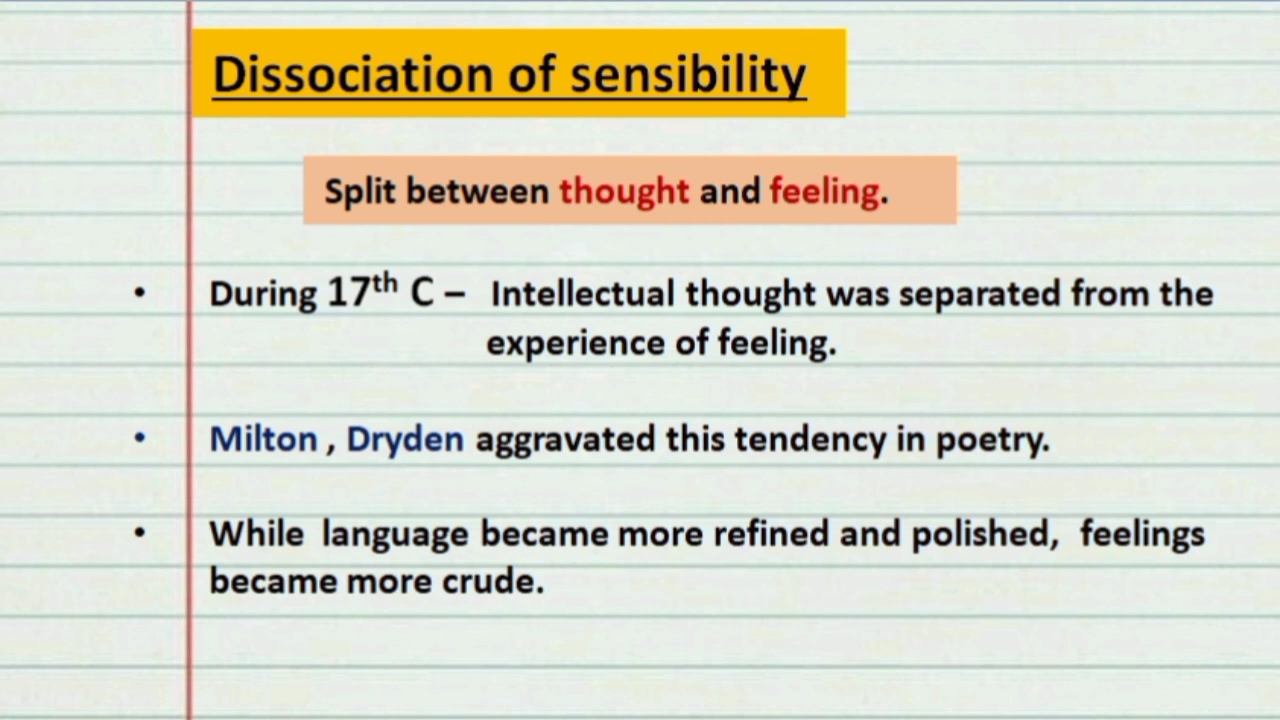 Dissociation of sensibility
Split between thought and feeling.
• During 17th C – Intellectual thought was separated from the
experience of feeling.
• Milton , Dryden aggravated this tendency in poetry.
• While language became more refined and polished, feelings
became more crude.